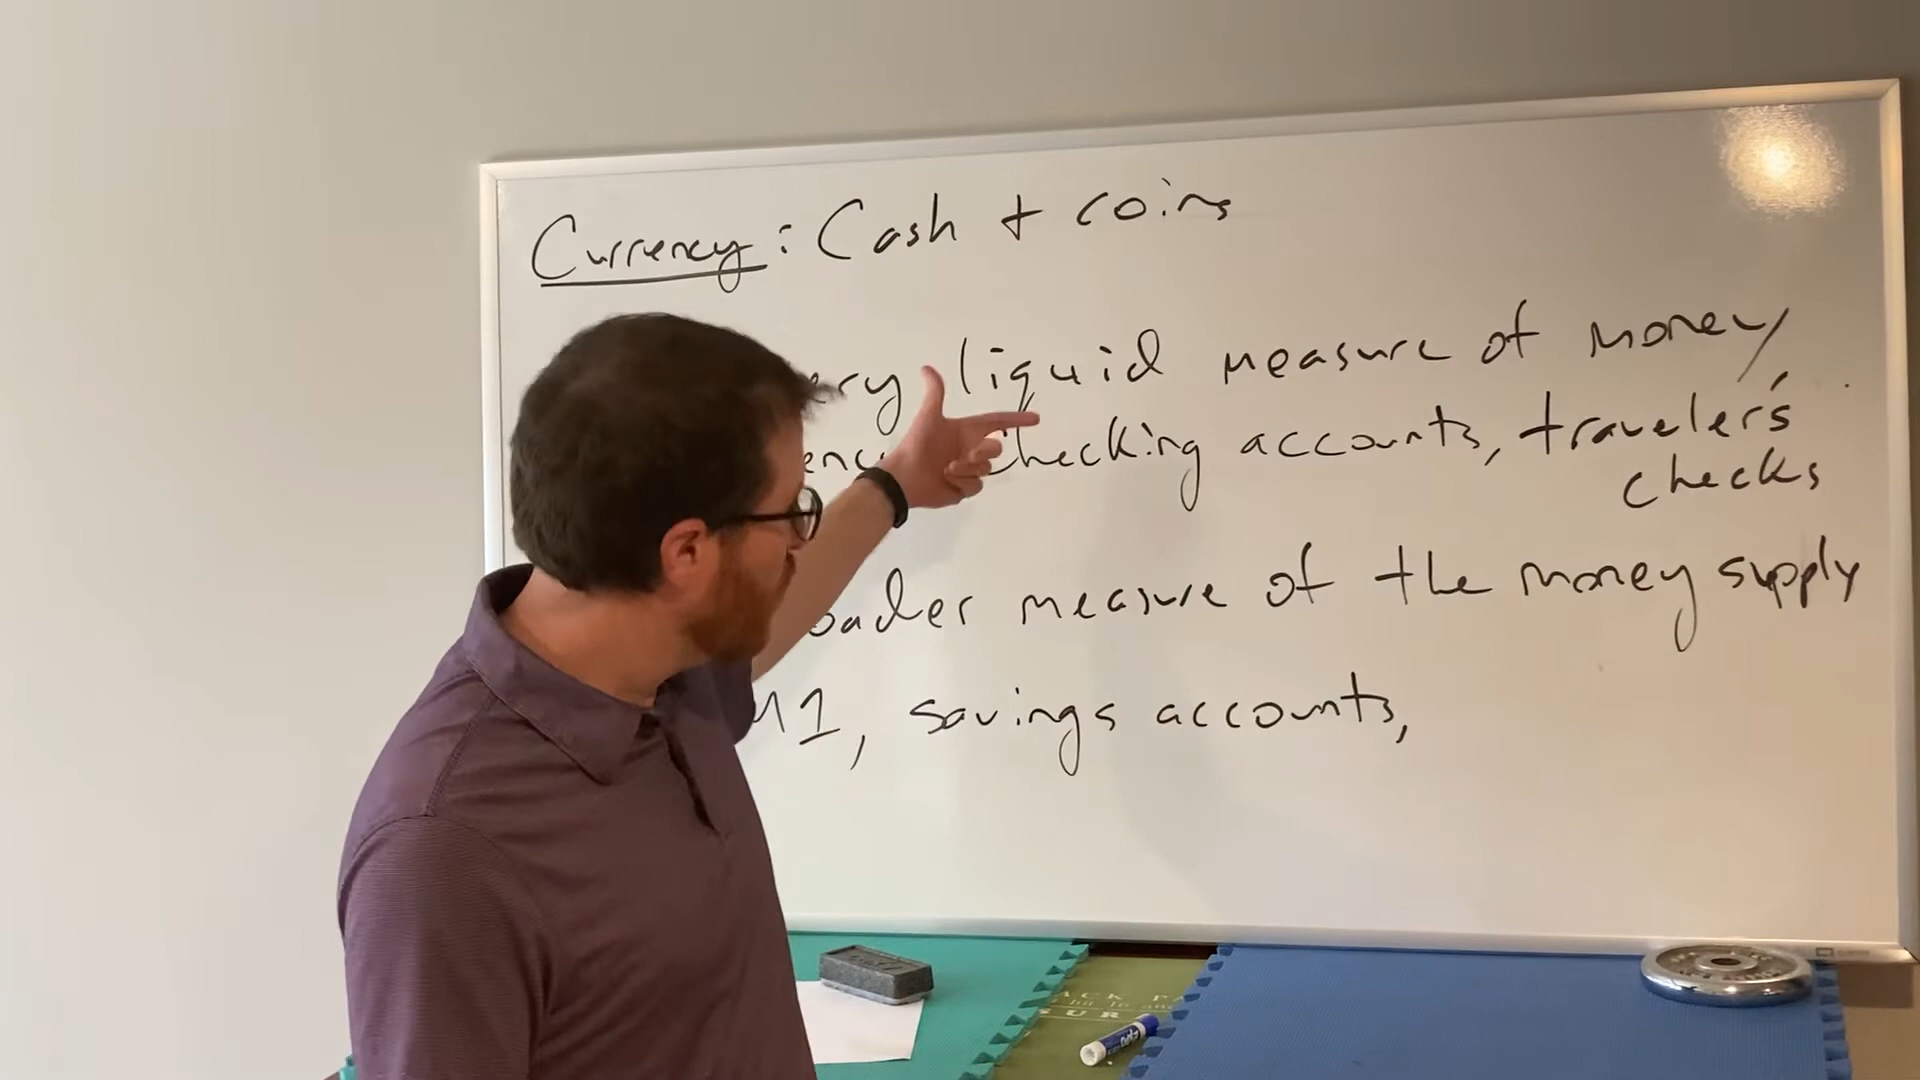 Currency: Cash + coins
liquid measure of money
checking accounts, traveler's
checks
measure of the money supply
M1, savings accounts,